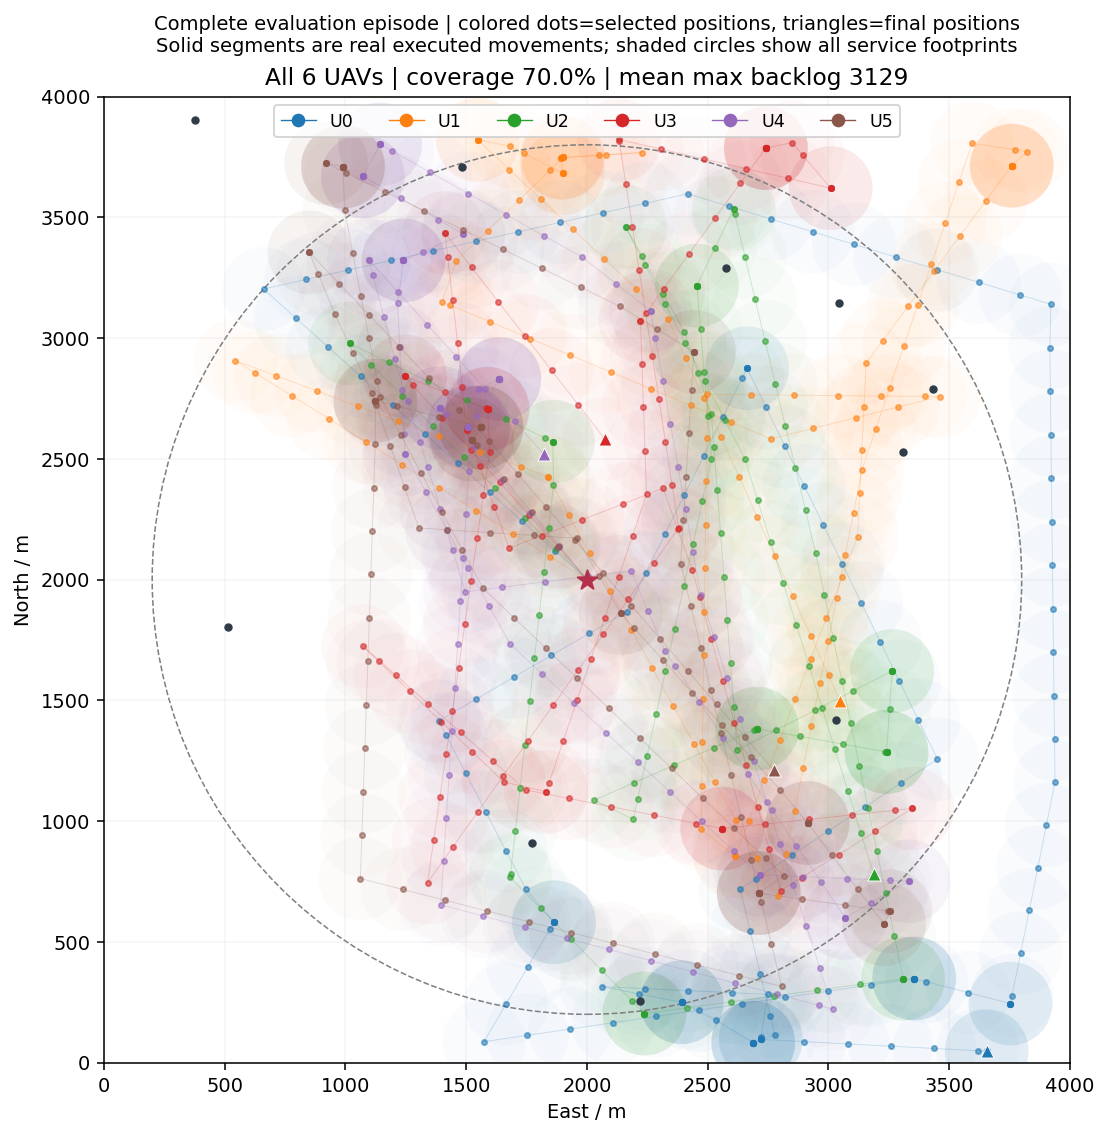 Complete evaluation episode | colored dots=selected positions, triangles=final positions
Solid segments are real executed movements; shaded circles show all service footprints
All 6 UAVs | coverage 70.0% | mean max backlog 3129
U0 U1 U2 U3 U4 U5
4000
3500
3000
2500
2000
1500
1000
500
0
North / m
0 500 1000 1500 2000 2500 3000 3500 4000
East / m